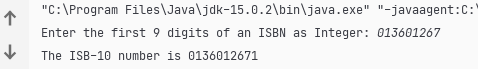 "C:\Program Files\Java\jdk-15.0.2\bin\java.exe" "-javaagent:C:\
Enter the first 9 digits of an ISBN as Integer: 013601267
The ISB-10 number is 0136012671